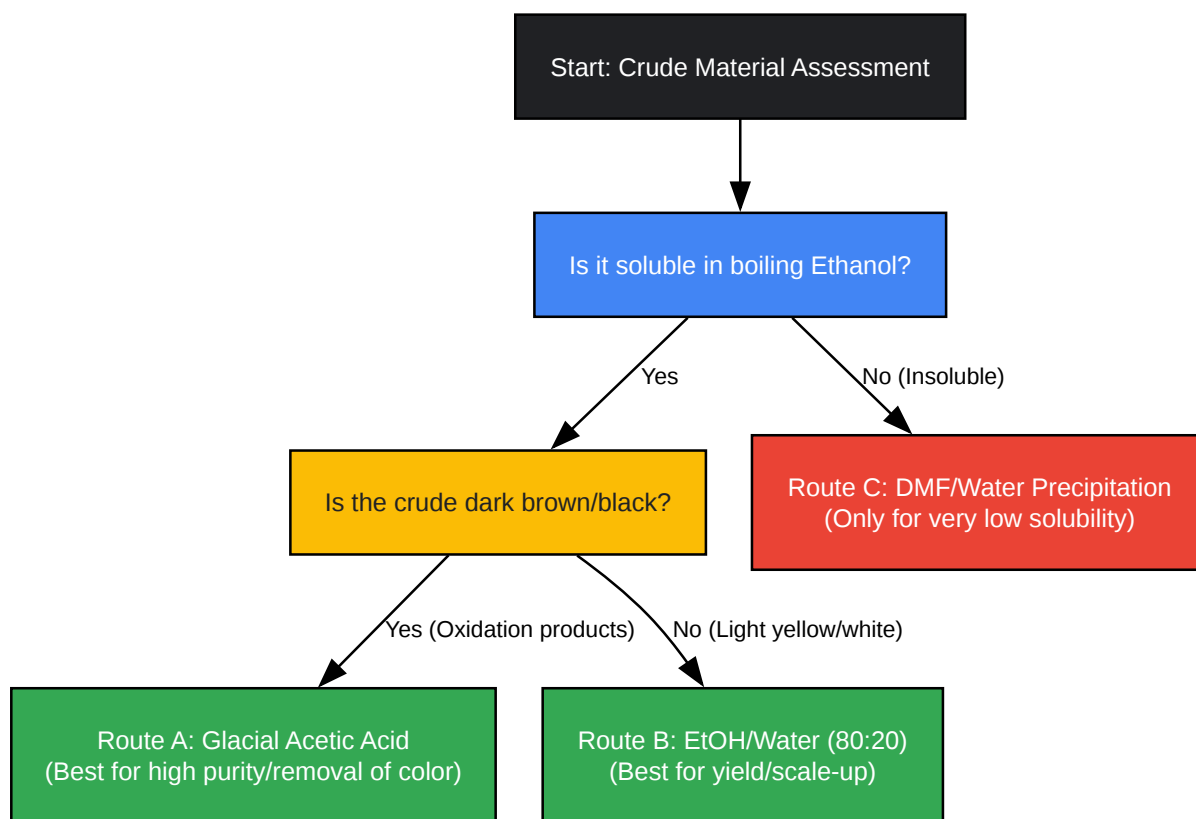 Start: Crude Material Assessment
Is it soluble in boiling Ethanol?
Yes
No (Insoluble)
Is the crude dark brown/black?
Route C: DMF/Water Precipitation
(Only for very low solubility)
Yes (Oxidation products)
No (Light yellow/white)
Route A: Glacial Acetic Acid
(Best for high purity/removal of color)
Route B: EtOH/Water (80:20)
(Best for yield/scale-up)